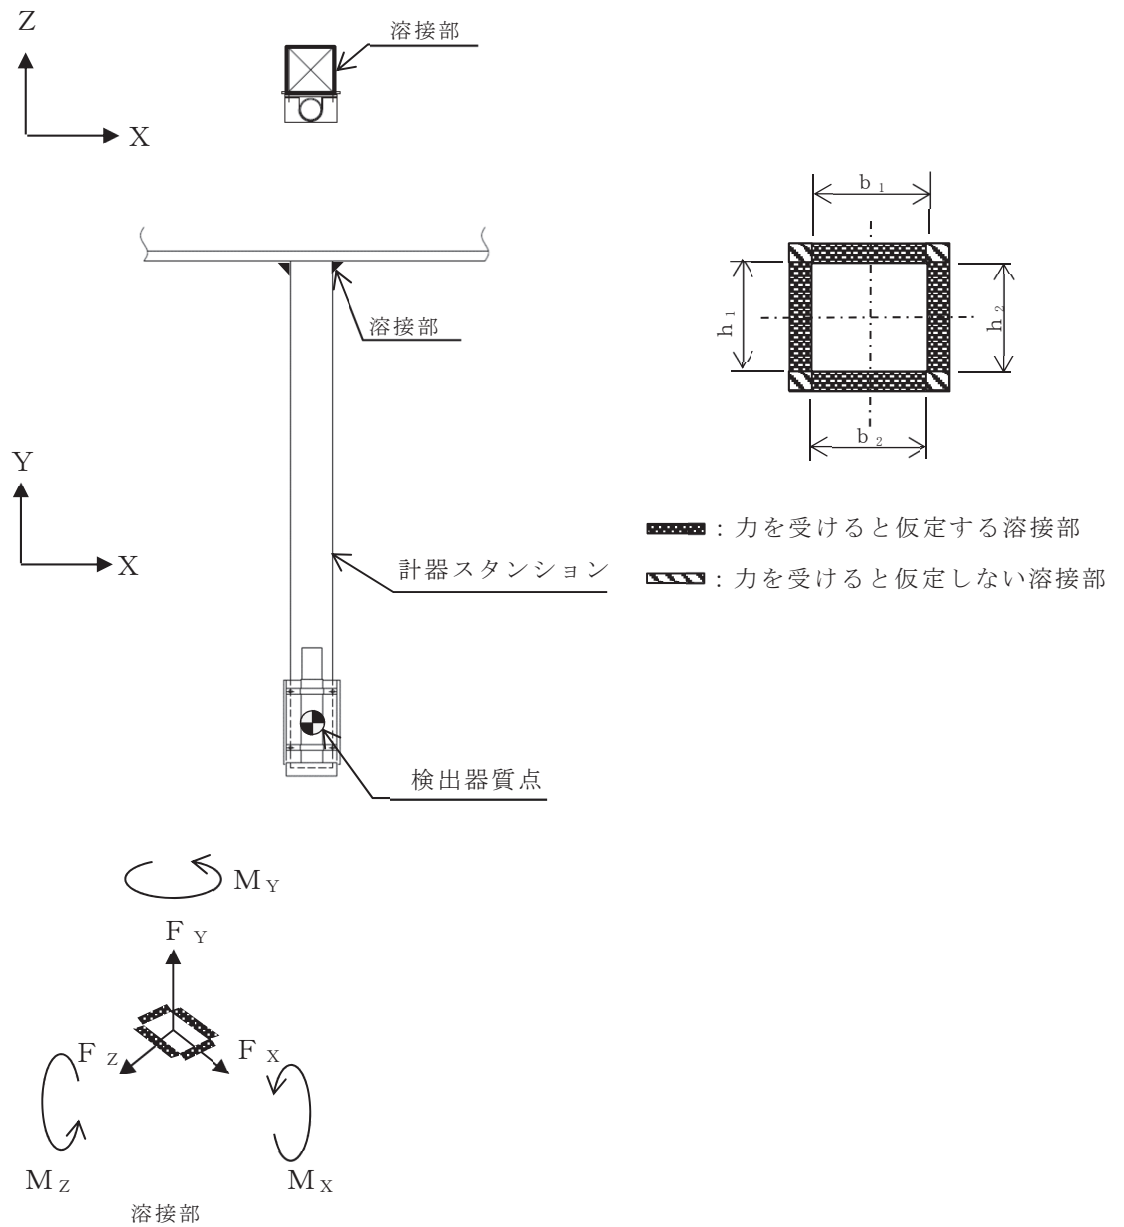 Z
溶接部
X
b 1
溶接部
h 1
h 2
b 2
Y
X
：力を受けると仮定する溶接部
計器スタンション
：力を受けると仮定しない溶接部
検出器質点
M Y
F Y
F Z
F X
M Z
M X
溶接部